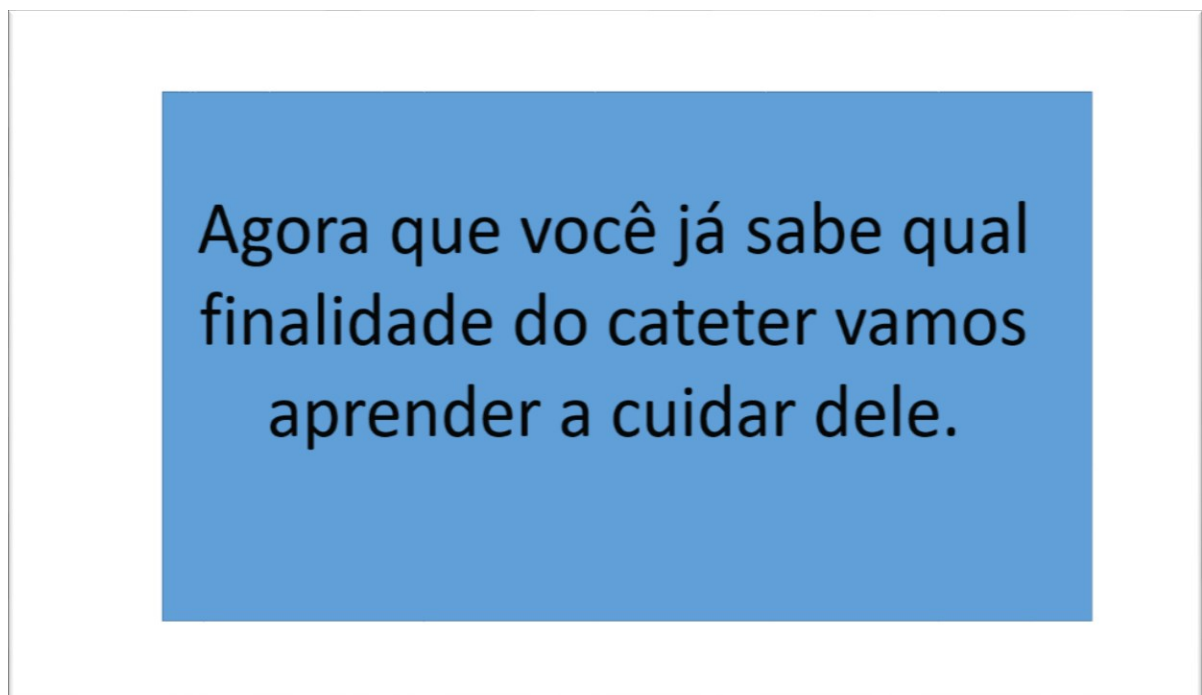 Agora que você já sabe qual
finalidade do cateter vamos
aprender a cuidar dele.